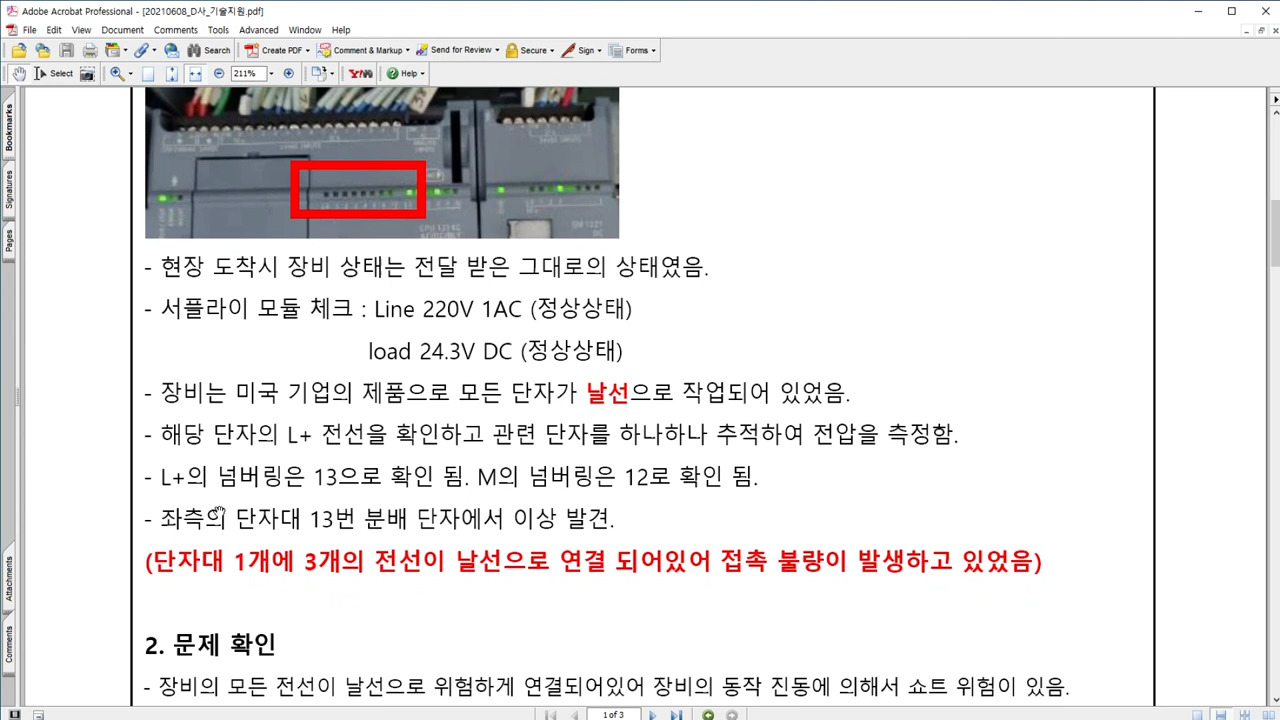 Adobe Acrobat Professional - [20210608_D사_기술지원.pdf]
File Edit View Document Comments Tools Advanced Window Help
Search Create PDF Comment & Markup Send for Review Secure Sign Forms
Select 211% Help
Bookmarks
Signatures
Pages
Attachments
Comments
- 현장 도착시 장비 상태는 전달 받은 그대로의 상태였음.
- 서플라이 모듈 체크 : Line 220V 1AC (정상상태)
load 24.3V DC (정상상태)
- 장비는 미국 기업의 제품으로 모든 단자가 날선으로 작업되어 있었음.
- 해당 단자의 L+ 전선을 확인하고 관련 단자를 하나하나 추적하여 전압을 측정함.
- L+의 넘버링은 13으로 확인 됨. M의 넘버링은 12로 확인 됨.
- 좌측의 단자대 13번 분배 단자에서 이상 발견.
(단자대 1개에 3개의 전선이 날선으로 연결 되어있어 접촉 불량이 발생하고 있었음)
2. 문제 확인
- 장비의 모든 전선이 날선으로 위험하게 연결되어있어 장비의 동작 진동에 의해서 쇼트 위험이 있음.
1 of 3